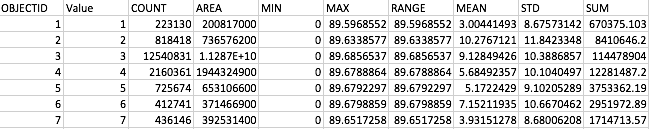 OBJECTID Value COUNT AREA MIN MAX RANGE MEAN STD SUM
1 1 223130 200817000 0 89.5968552 89.5968552 3.00441493 8.67573142 670375.103
2 2 818418 736576200 0 89.6338577 89.6338577 10.2767121 11.8423348 8410646.2
3 3 12540831 1.1287E+10 0 89.6856537 89.6856537 9.12849426 10.3886857 114478904
4 4 2160361 1944324900 0 89.6788864 89.6788864 5.68492357 10.1040497 12281487.2
5 5 725674 653106600 0 89.6792297 89.6792297 5.1722429 9.10205289 3753362.19
6 6 412741 371466900 0 89.6798859 89.6798859 7.15211935 10.6670462 2951972.89
7 7 436146 392531400 0 89.6517258 89.6517258 3.93151278 8.68006208 1714713.57